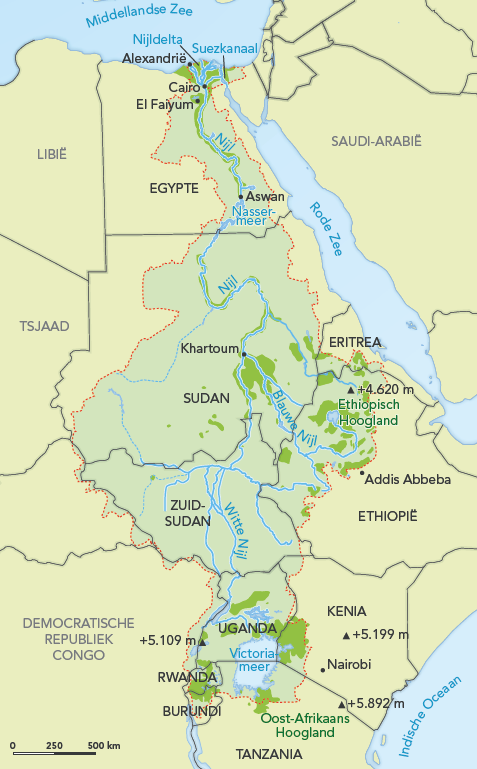 Middellandse Zee
Nijldelta
Suezkanaal
Alexandrië
Cairo
El Faiyum
SAUDI-ARABIË
LIBIË
Nijl
EGYPTE
Aswan
Nasser-
meer
Rode Zee
Nijl
TSJAAD
Khartoum
ERITREA
+4.620 m
SUDAN
Blauwe Nijl
Ethiopisch
Hoogland
Addis Abbeba
ZUID-
SUDAN
Witte Nijl
ETHIOPIË
DEMOCRATISCHE
REPUBLIEK
CONGO
UGANDA
KENIA
+5.109 m
+5.199 m
Victoria-
meer
Nairobi
RWANDA
BURUNDI
+5.892 m
Oost-Afrikaans
Hoogland
Indische Oceaan
TANZANIA
0 250 500 km